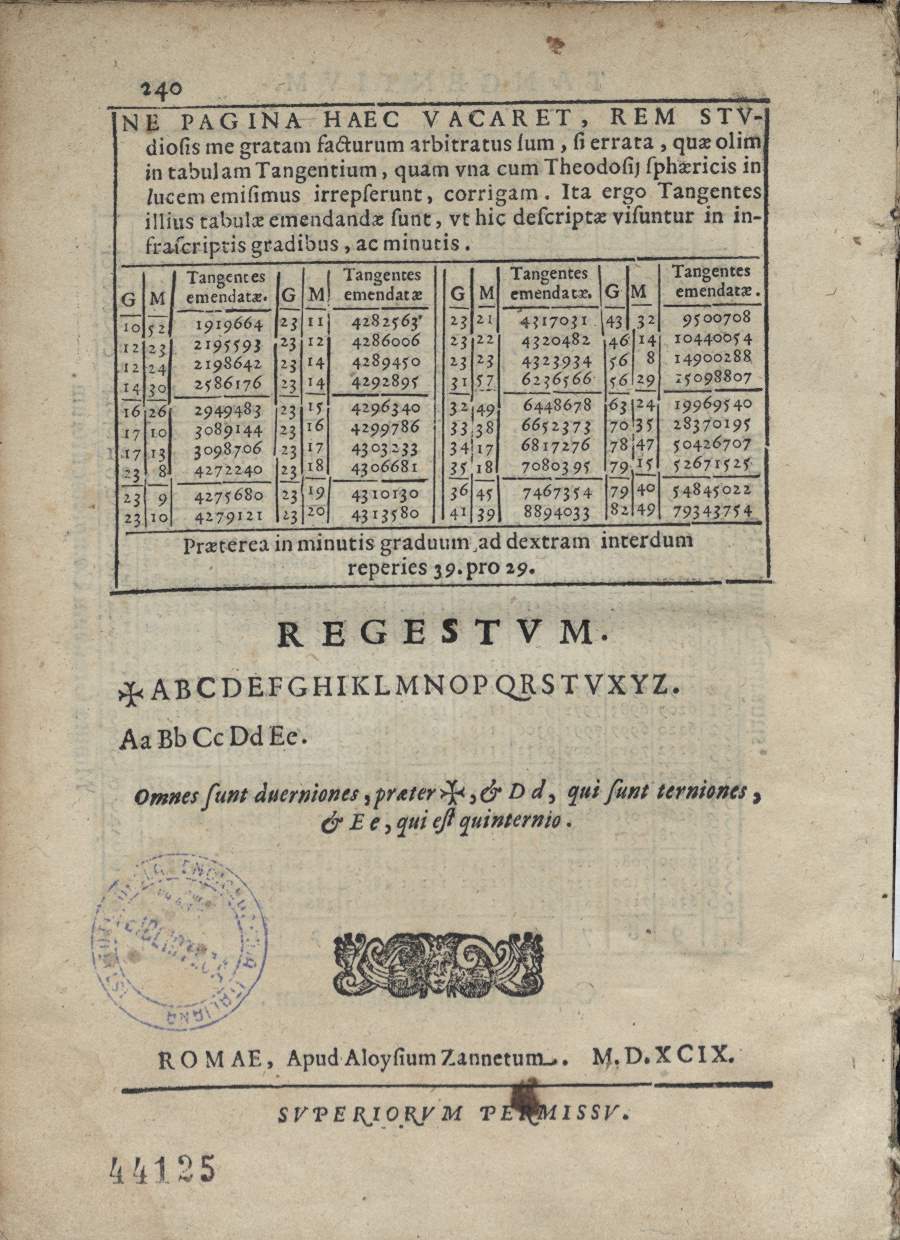 240
NE PAGINA HAEC VACARET, REM STV-
diosis me gratam facturum arbitratus sum, si errata, quæ olim
in tabulam Tangentium, quam vna cum Theodosij sphæricis in
lucem emisimus irrepserunt, corrigam. Ita ergo Tangentes
illius tabulæ emendandæ sunt, vt hic descriptæ visuntur in in-
frascriptis gradibus, ac minutis.
G M Tangentes emendatæ. G M Tangentes emendatæ G M Tangentes emendatæ. G M Tangentes emendatæ.
10 52 1919664 23 11 4282563 23 21 4317031 43 32 9500708
12 23 2195593 23 12 4286006 23 22 4320482 46 14 10440054
12 24 2198642 23 14 4289450 23 23 4323934 56 8 14900288
14 30 2586176 23 14 4292895 31 57 6236566 56 29 15098807
16 26 2949483 23 15 4296340 32 49 6448678 63 24 19969540
17 10 3089144 23 16 4299786 33 38 6652373 70 35 28370195
17 13 3098706 23 17 4303233 34 17 6817276 78 47 50426707
23 8 4272240 23 18 4306681 35 18 7080395 79 15 52671525
23 9 4275680 23 19 4310130 36 45 7467354 79 40 54845022
23 10 4279121 23 20 4313580 41 39 8894033 82 49 79343754
Præterea in minutis graduum, ad dextram interdum
reperies 39. pro 29.
REGESTVM.
✠ABCDEFGHIKLMNOPQRSTVXYZ.
Aa Bb Cc Dd Ee.
Omnes sunt duerniones, præter ✠, & D d, qui sunt terniones,
& E e, qui est quinternio.
ISTITUTO DELLA ENCICLOPEDIA ITALIANA
BIBLIOTECA
ROMAE, Apud Aloysium Zannetum. M.D.XCIX.
SVPERIORVM PERMISSV.
44125